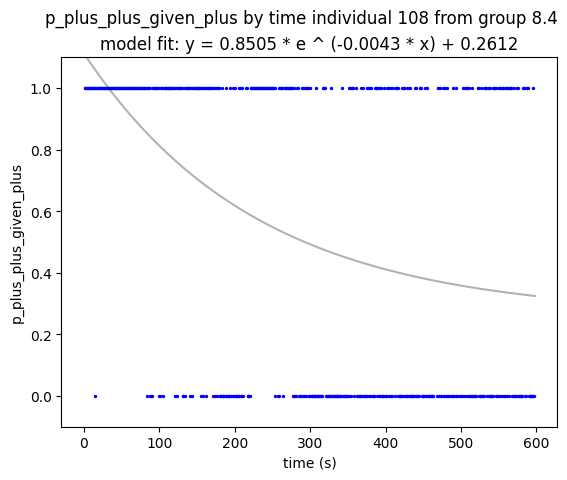 p_plus_plus_given_plus by time individual 108 from group 8.4
model fit: y = 0.8505 * e ^ (-0.0043 * x) + 0.2612
p_plus_plus_given_plus
1.0
0.8
0.6
0.4
0.2
0.0
0 100 200 300 400 500 600
time (s)